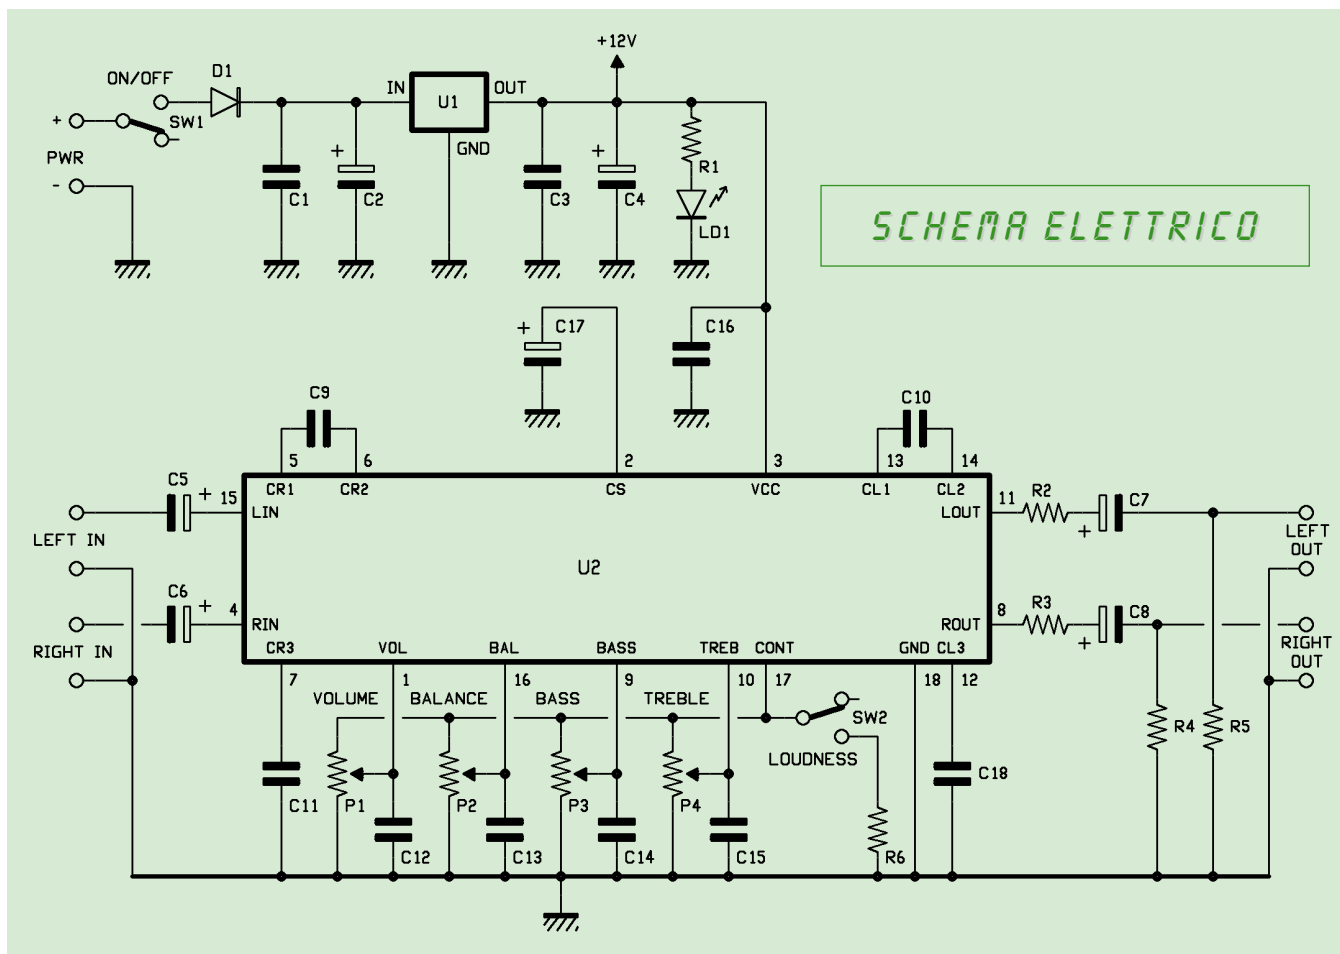 +12V
ON/OFF
D1
IN
U1
OUT
+
SW1
PWR
-
GND
+
+
R1
C1
C2
C3
C4
LD1
SCHEMA ELETTRICO
+
C17
C16
C9
C10
5
6
2
3
13
14
CR1
CR2
CS
VCC
CL1
CL2
C5
+
15
LIN
LOUT
11
R2
C7
+
LEFT IN
LEFT
OUT
U2
C6
+
4
RIN
ROUT
8
R3
C8
+
RIGHT IN
RIGHT
OUT
CR3
VOL
BAL
BASS
TREB
CONT
GND
CL3
7
1
16
9
10
17
18
12
VOLUME
BALANCE
BASS
TREBLE
SW2
R4
R5
LOUDNESS
C18
C11
P1
P2
P3
P4
C12
C13
C14
C15
R6